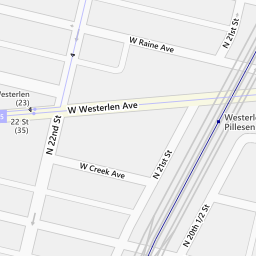 W Raine Ave
N 21st St
Westerlen
(23)
W Westerlen Ave
22 St
(35)
N 22nd St
Westerl
Pillesen
W Creek Ave
N 21st St
N 20th 1/2 St